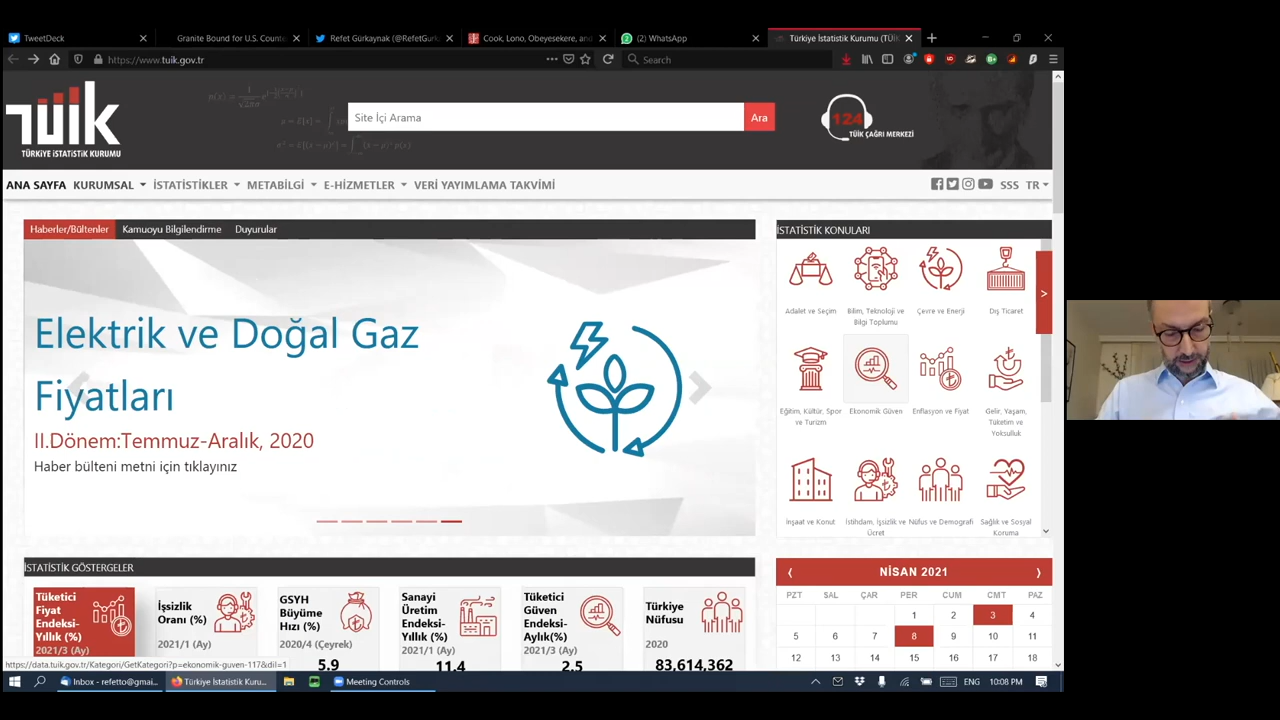 TweetDeck
Granite Bound for U.S. Counte
Refet Gürkaynak (@RefetGurk
Cook, Lono, Obeyesekere, and
(2) WhatsApp
Türkiye İstatistik Kurumu (TÜİK
https://www.tuik.gov.tr
Search
TÜİK
TÜRKİYE İSTATİSTİK KURUMU
Site İçi Arama
Ara
124
TÜİK ÇAĞRI MERKEZİ
ANA SAYFA KURUMSAL İSTATİSTİKLER METABİLGİ E-HİZMETLER VERİ YAYIMLAMA TAKVİMİ
SSS TR
Haberler/Bültenler Kamuoyu Bilgilendirme Duyurular
Elektrik ve Doğal Gaz
Fiyatları
II.Dönem:Temmuz-Aralık, 2020
Haber bülteni metni için tıklayınız
İSTATİSTİK KONULARI
>
Adalet ve Seçim
Bilim, Teknoloji ve
Bilgi Toplumu
Çevre ve Enerji
Dış Ticaret
Eğitim, Kültür, Spor
ve Turizm
Ekonomik Güven
Enflasyon ve Fiyat
Gelir, Yaşam,
Tüketim ve
Yoksulluk
İnşaat ve Konut
İstihdam, İşsizlik ve
Ücret
Nüfus ve Demografi
Sağlık ve Sosyal
Koruma
İSTATİSTİK GÖSTERGELER
Tüketici
Fiyat
Endeksi-
Yıllık (%)
2021/3 (Ay)
İşsizlik
Oranı (%)
2021/1 (Ay)
GSYH
Büyüme
Hızı (%)
2020/4 (Çeyrek)
5.9
Sanayi
Üretim
Endeksi-
Yıllık(%)
2021/1 (Ay)
11.4
Tüketici
Güven
Endeksi-
Aylık(%)
2021/3 (Ay)
2.5
Türkiye
Nüfusu
2020
83,614,362
NİSAN 2021
PZT SAL ÇAR PER CUM CMT PAZ
1 2 3 4
5 6 7 8 9 10 11
12 13 14 15 16 17 18
https://data.tuik.gov.tr/Kategori/GetKategori?p=ekonomik-guven-117&dil=1
Inbox - refetto@gmai...
Türkiye İstatistik Kuru...
Meeting Controls
ENG 10:08 PM